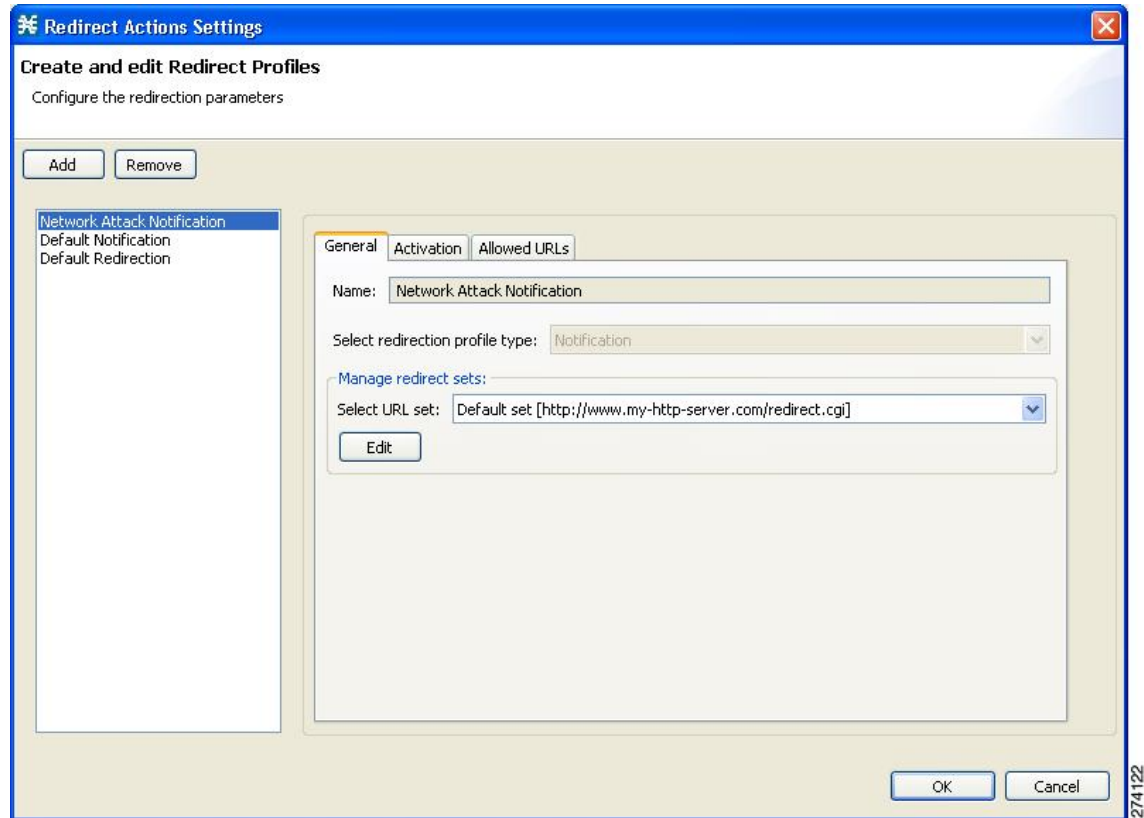 Redirect Actions Settings
Create and edit Redirect Profiles
Configure the redirection parameters
Add Remove
Network Attack Notification
Default Notification
Default Redirection
General Activation Allowed URLs
Name: Network Attack Notification
Select redirection profile type: Notification
Manage redirect sets:
Select URL set: Default set [http://www.my-http-server.com/redirect.cgi]
Edit
OK Cancel
274122